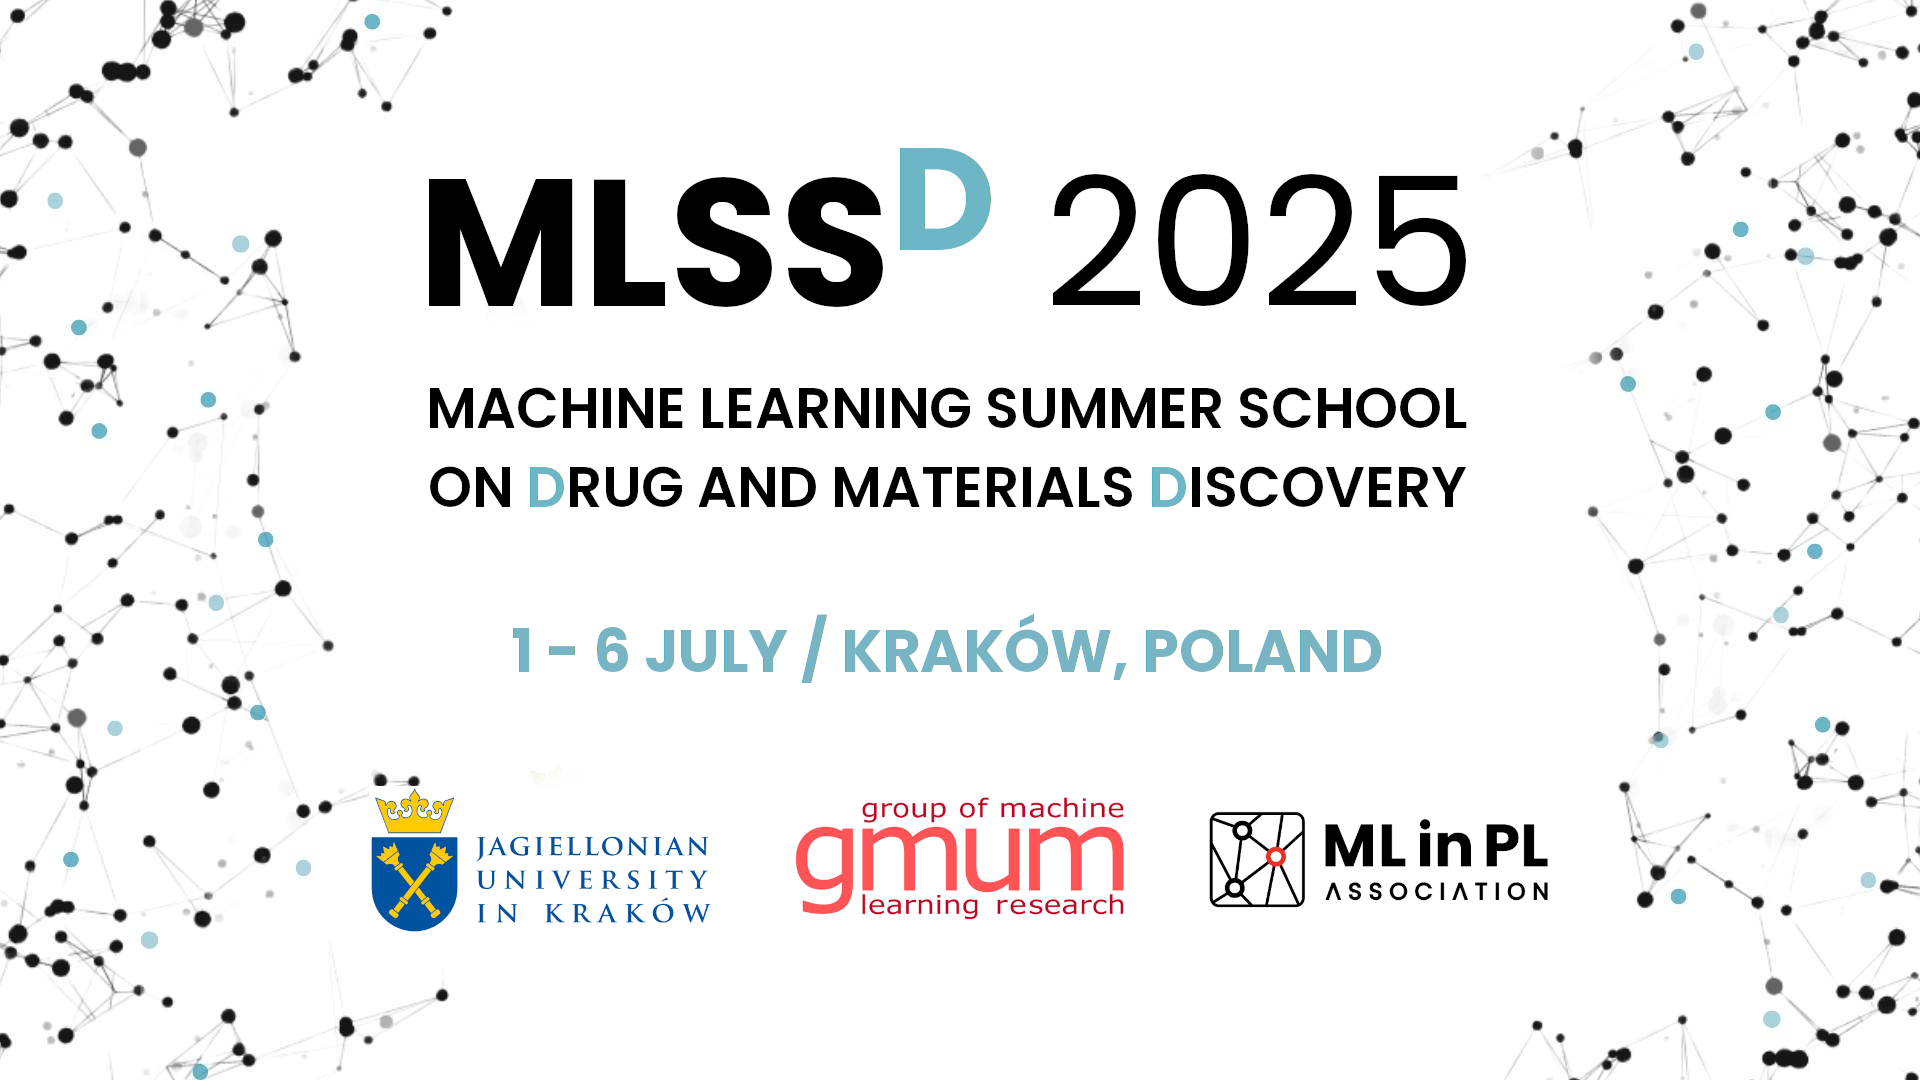 MLSSD 2025
MACHINE LEARNING SUMMER SCHOOL
ON DRUG AND MATERIALS DISCOVERY
1 - 6 JULY / KRAKÓW, POLAND
JAGIELLONIAN
UNIVERSITY
IN KRAKÓW
group of machine
gmum
learning research
ML in PL
ASSOCIATION